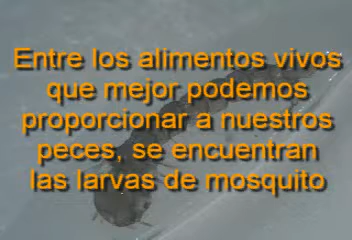 Entre los alimentos vivos
que mejor podemos
proporcionar a nuestros
peces, se encuentran
las larvas de mosquito